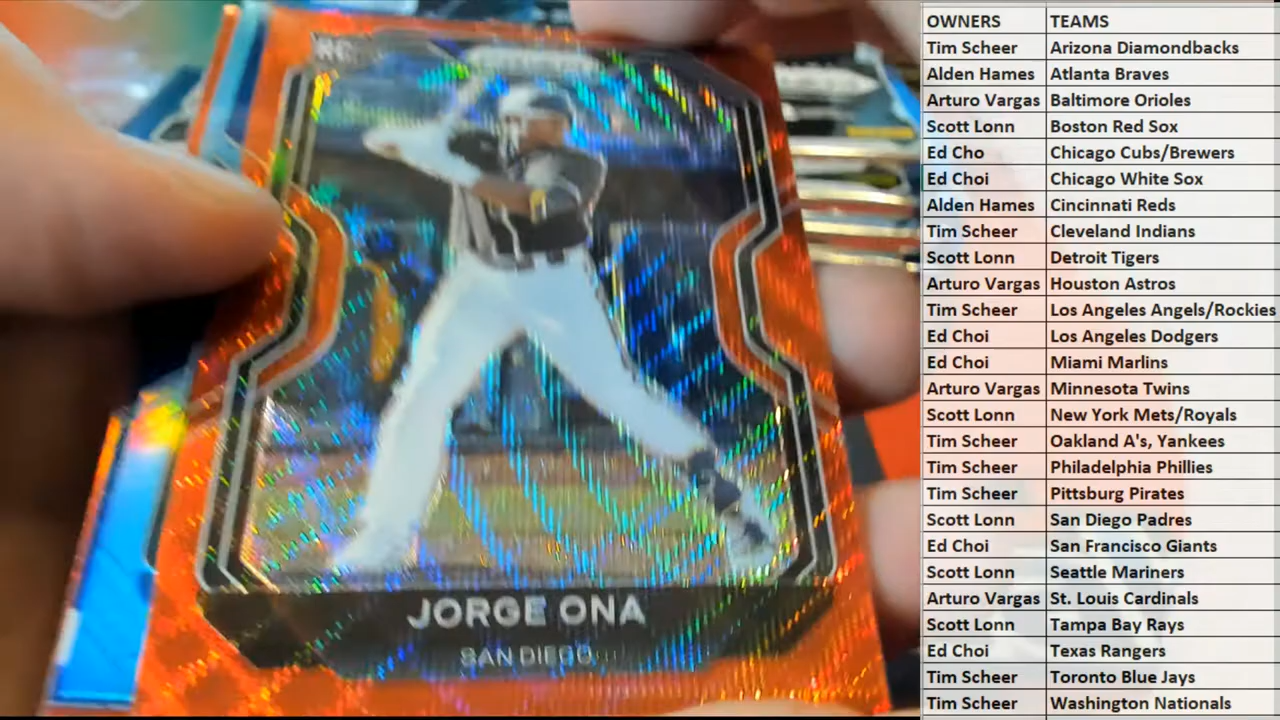 RC
JORGE ONA
SAN DIEGO
OWNERS TEAMS
Tim Scheer Arizona Diamondbacks
Alden Hames Atlanta Braves
Arturo Vargas Baltimore Orioles
Scott Lonn Boston Red Sox
Ed Cho Chicago Cubs/Brewers
Ed Choi Chicago White Sox
Alden Hames Cincinnati Reds
Tim Scheer Cleveland Indians
Scott Lonn Detroit Tigers
Arturo Vargas Houston Astros
Tim Scheer Los Angeles Angels/Rockies
Ed Choi Los Angeles Dodgers
Ed Choi Miami Marlins
Arturo Vargas Minnesota Twins
Scott Lonn New York Mets/Royals
Tim Scheer Oakland A's, Yankees
Tim Scheer Philadelphia Phillies
Tim Scheer Pittsburg Pirates
Scott Lonn San Diego Padres
Ed Choi San Francisco Giants
Scott Lonn Seattle Mariners
Arturo Vargas St. Louis Cardinals
Scott Lonn Tampa Bay Rays
Ed Choi Texas Rangers
Tim Scheer Toronto Blue Jays
Tim Scheer Washington Nationals